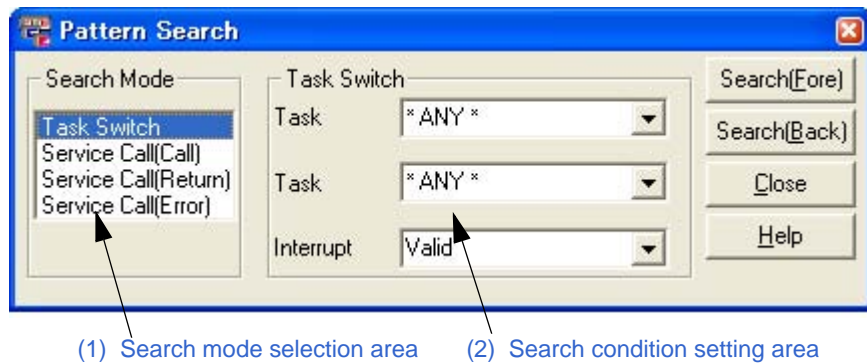 Pattern Search
Search Mode
Task Switch
Service Call(Call)
Service Call(Return)
Service Call(Error)
Task Switch
Task * ANY *
Task * ANY *
Interrupt Valid
Search(Fore)
Search(Back)
Close
Help
(1) Search mode selection area
(2) Search condition setting area